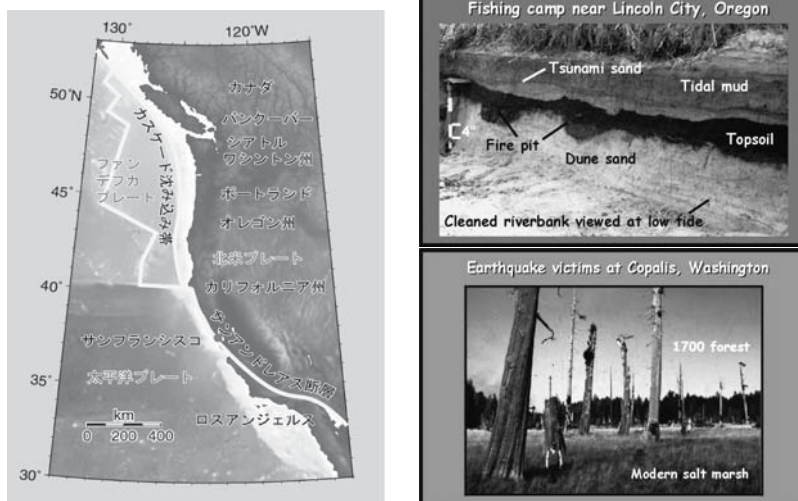 130°W
120°W
50°N
45
40
35
30°
カナダ
バンクーバー
シアトル
ワシントン州
カスケード沈み込み帯
ファン
デフカ
プレート
ポートランド
オレゴン州
北米プレート
カリフォルニア州
サンフランシスコ
サンアンドレアス断層
太平洋プレート
km
0 200 400
ロスアンジェルス
Fishing camp near Lincoln City, Oregon
Tsunami sand
Tidal mud
4"
Fire pit
Topsoil
Dune sand
Cleaned riverbank viewed at low tide
Earthquake victims at Copalis, Washington
1700 forest
Modern salt marsh